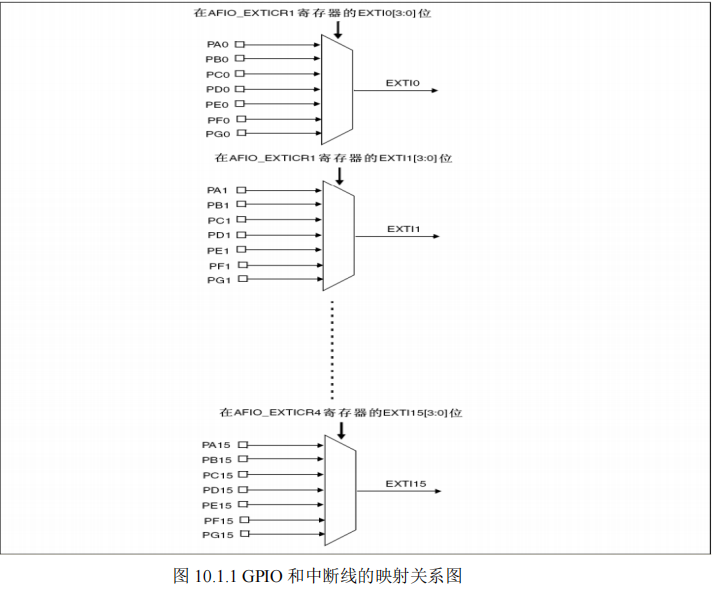 在AFIO_EXTICR1寄存器的EXTI0[3:0]位
PA0
PB0
PC0
PD0
PE0
PF0
PG0
EXTI0
在AFIO_EXTICR1寄存器的EXTI1[3:0]位
PA1
PB1
PC1
PD1
PE1
PF1
PG1
EXTI1
在AFIO_EXTICR4寄存器的EXTI15[3:0]位
PA15
PB15
PC15
PD15
PE15
PF15
PG15
EXTI15
图 10.1.1 GPIO 和中断线的映射关系图